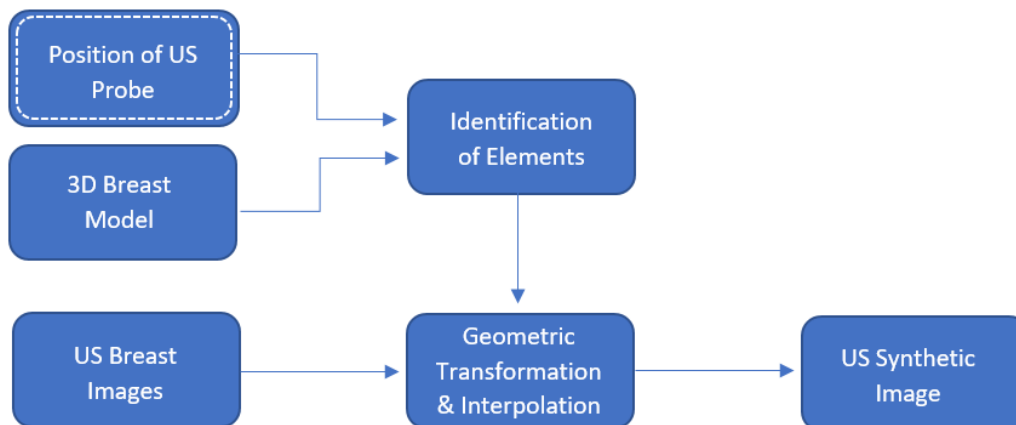 Position of US
Probe
Identification
of Elements
3D Breast
Model
US Breast
Images
Geometric
Transformation
& Interpolation
US Synthetic
Image